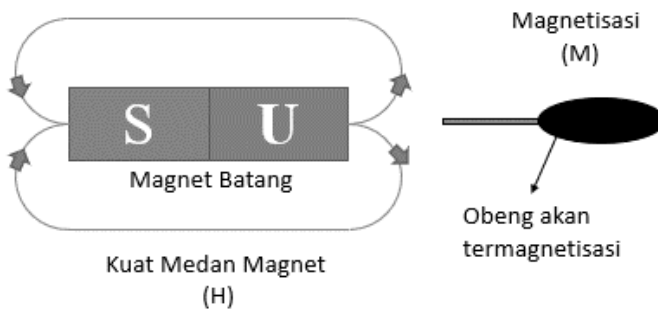 Magnetisasi
(M)
S U
Magnet Batang
Obeng akan
termagnetisasi
Kuat Medan Magnet
(H)